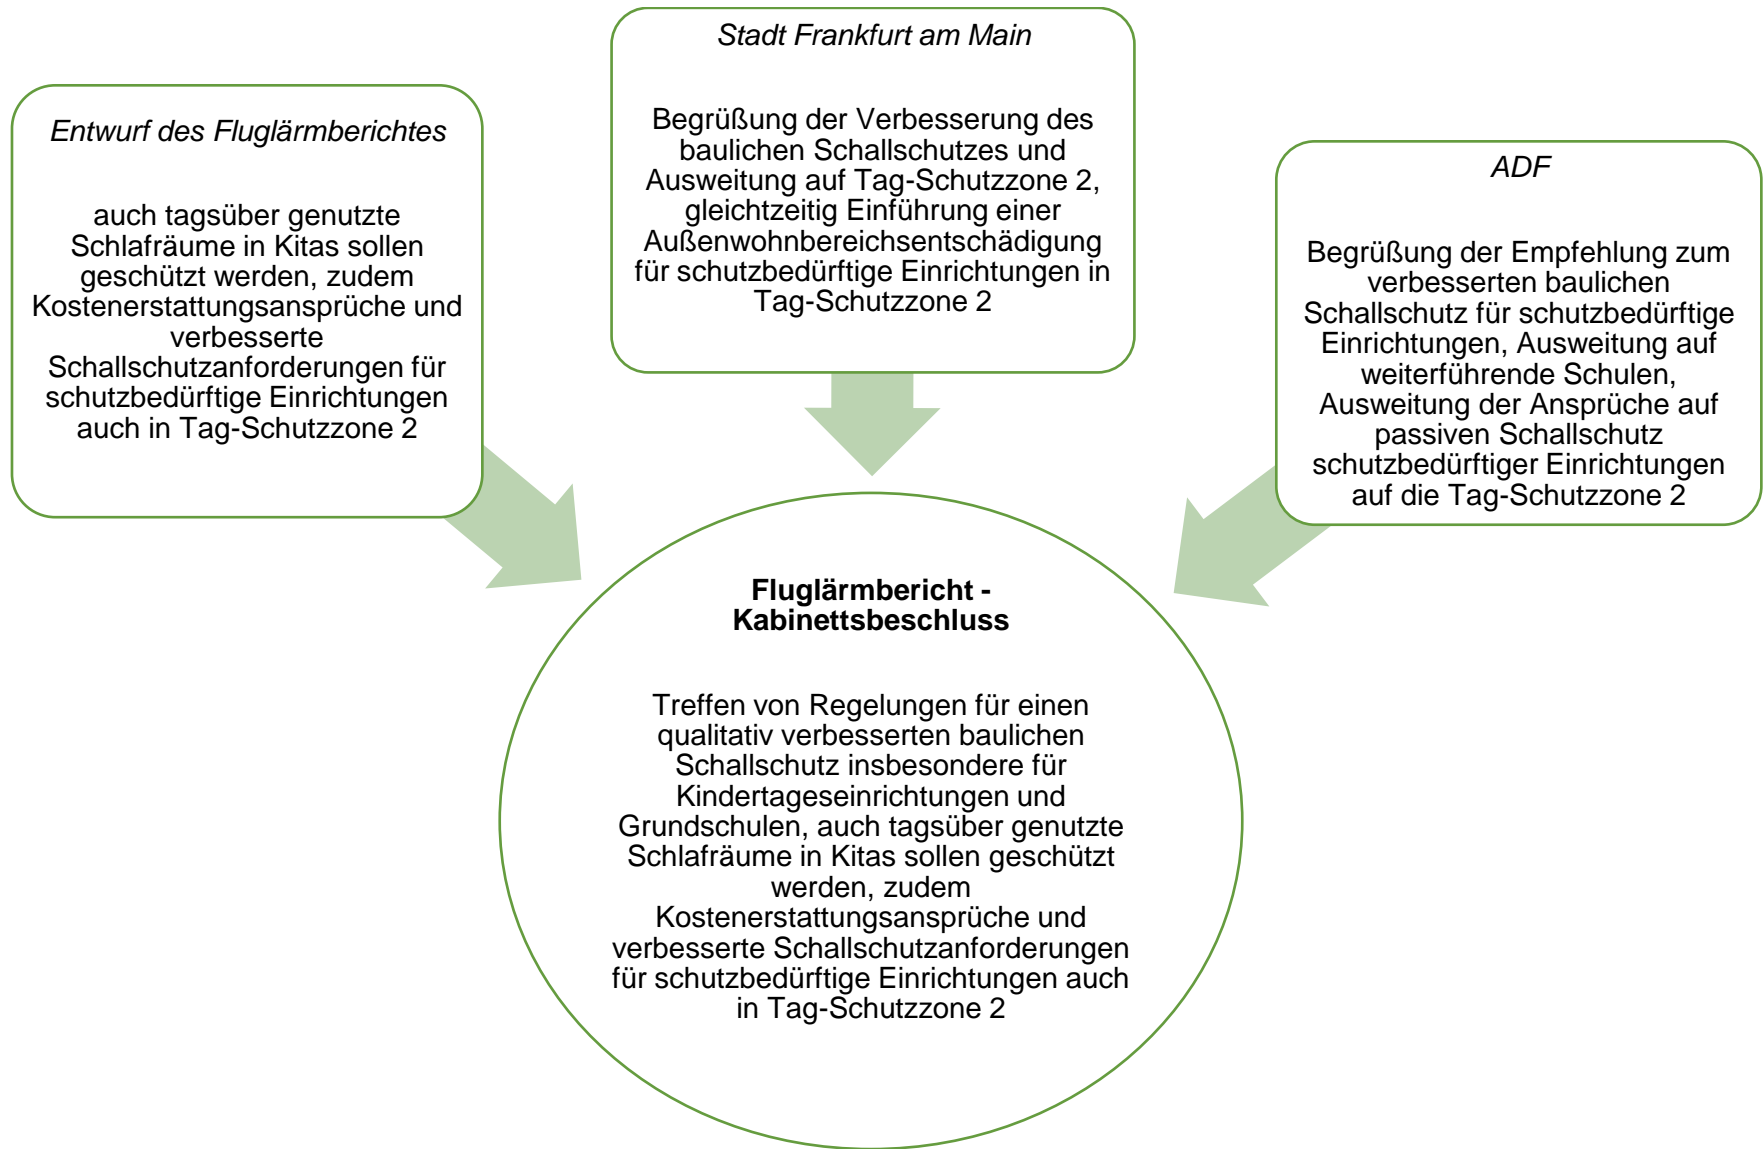 Entwurf des Fluglärmberichtes
auch tagsüber genutzte
Schlafräume in Kitas sollen
geschützt werden, zudem
Kostenerstattungsansprüche und
verbesserte
Schallschutzanforderungen für
schutzbedürftige Einrichtungen
auch in Tag-Schutzzone 2
Stadt Frankfurt am Main
Begrüßung der Verbesserung des
baulichen Schallschutzes und
Ausweitung auf Tag-Schutzzone 2,
gleichtzeitig Einführung einer
Außenwohnbereichsentschädigung
für schutzbedürftige Einrichtungen in
Tag-Schutzzone 2
ADF
Begrüßung der Empfehlung zum
verbesserten baulichen
Schallschutz für schutzbedürftige
Einrichtungen, Ausweitung auf
weiterführende Schulen,
Ausweitung der Ansprüche auf
passiven Schallschutz
schutzbedürftiger Einrichtungen
auf die Tag-Schutzzone 2
Fluglärmbericht -
Kabinettsbeschluss
Treffen von Regelungen für einen
qualitativ verbesserten baulichen
Schallschutz insbesondere für
Kindertageseinrichtungen und
Grundschulen, auch tagsüber genutzte
Schlafräume in Kitas sollen geschützt
werden, zudem
Kostenerstattungsansprüche und
verbesserte Schallschutzanforderungen
für schutzbedürftige Einrichtungen auch
in Tag-Schutzzone 2